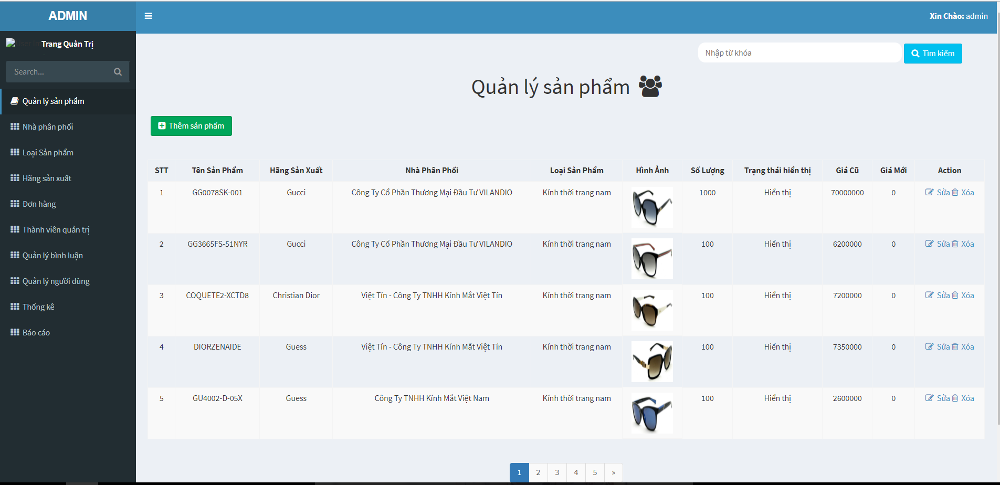 ADMIN
Xin Chào: admin
Trang Quản Trị
Search...
Quản lý sản phẩm
Nhà phân phối
Loại Sản phẩm
Hãng sản xuất
Đơn hàng
Thành viên quản trị
Quản lý bình luận
Quản lý người dùng
Thống kê
Báo cáo
Nhập từ khóa
Tìm kiếm
Quản lý sản phẩm
Thêm sản phẩm
STT Tên Sản Phẩm Hãng Sản Xuất Nhà Phân Phối Loại Sản Phẩm Hình Ảnh Số Lượng Trạng thái hiển thị Giá Cũ Giá Mới Action
1 GG0078SK-001 Gucci Công Ty Cổ Phần Thương Mại Đầu Tư VILANDIO Kính thời trang nam 1000 Hiển thị 70000000 0 Sửa Xóa
2 GG3665FS-51NYR Gucci Công Ty Cổ Phần Thương Mại Đầu Tư VILANDIO Kính thời trang nam 100 Hiển thị 6200000 0 Sửa Xóa
3 COQUETE2-XCTD8 Christian Dior Việt Tín - Công Ty TNHH Kính Mắt Việt Tín Kính thời trang nam 100 Hiển thị 7200000 0 Sửa Xóa
4 DIORZENAIDE Guess Việt Tín - Công Ty TNHH Kính Mắt Việt Tín Kính thời trang nam 100 Hiển thị 7350000 0 Sửa Xóa
5 GU4002-D-05X Guess Công Ty TNHH Kính Mắt Việt Nam Kính thời trang nam 100 Hiển thị 2600000 0 Sửa Xóa
1 2 3 4 5 »